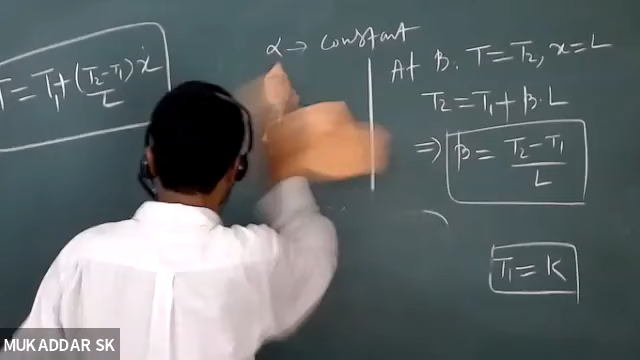 T = T₁ + (T₂-T₁)/L x
α → constant
At B. T = T₂, x = L
T₂ = T₁ + β.L
⇒ β = T₂-T₁/L
T₁ = K
MUKADDAR SK